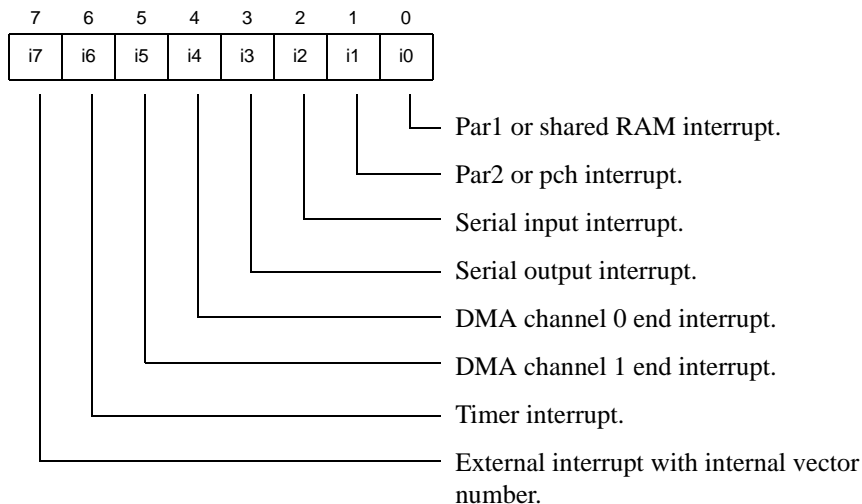 7 6 5 4 3 2 1 0
i7 i6 i5 i4 i3 i2 i1 i0
Par1 or shared RAM interrupt.
Par2 or pch interrupt.
Serial input interrupt.
Serial output interrupt.
DMA channel 0 end interrupt.
DMA channel 1 end interrupt.
Timer interrupt.
External interrupt with internal vector
number.